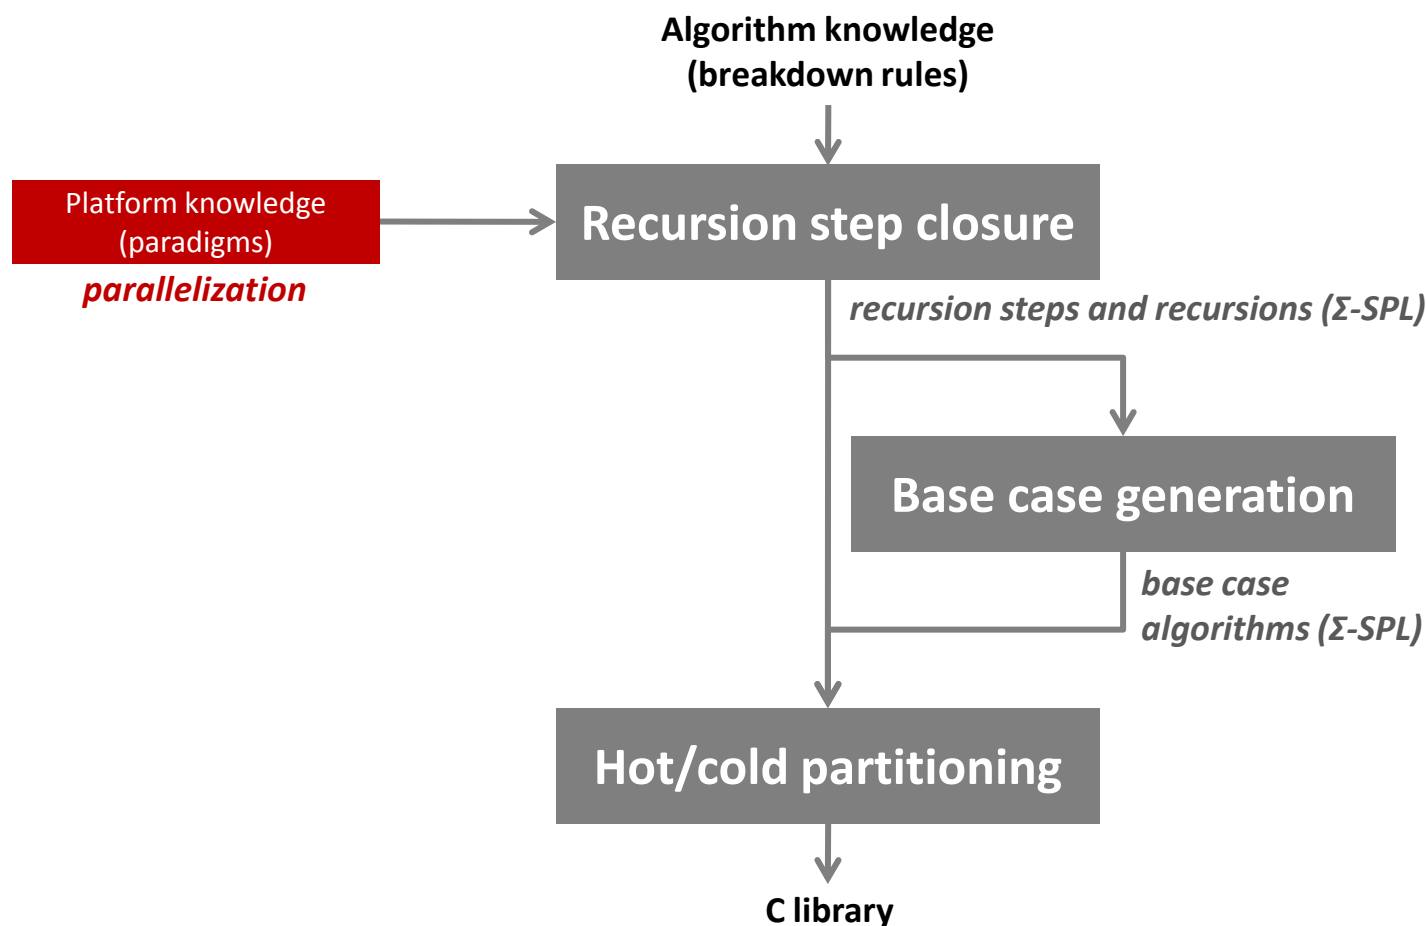 Algorithm knowledge
(breakdown rules)
Platform knowledge
(paradigms)
parallelization
Recursion step closure
recursion steps and recursions (Σ-SPL)
Base case generation
base case
algorithms (Σ-SPL)
Hot/cold partitioning
C library